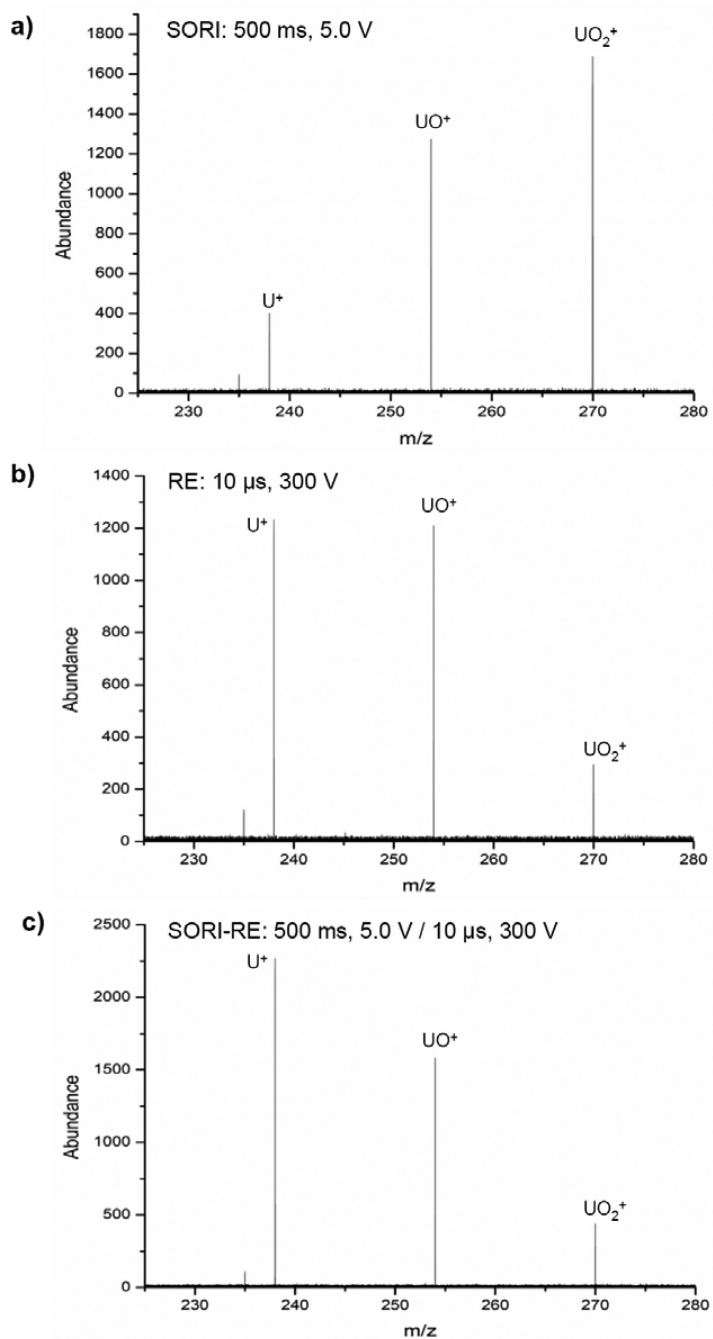 a)
SORI: 500 ms, 5.0 V
UO₂⁺
UO⁺
U⁺
1800
1600
1400
1200
1000
800
600
400
200
0
Abundance
230
240
250
260
270
280
m/z
b)
RE: 10 µs, 300 V
U⁺
UO⁺
UO₂⁺
1400
1200
1000
800
600
400
200
0
Abundance
230
240
250
260
270
280
m/z
c)
SORI-RE: 500 ms, 5.0 V / 10 µs, 300 V
U⁺
UO⁺
UO₂⁺
2500
2000
1500
1000
500
0
Abundance
230
240
250
260
270
280
m/z